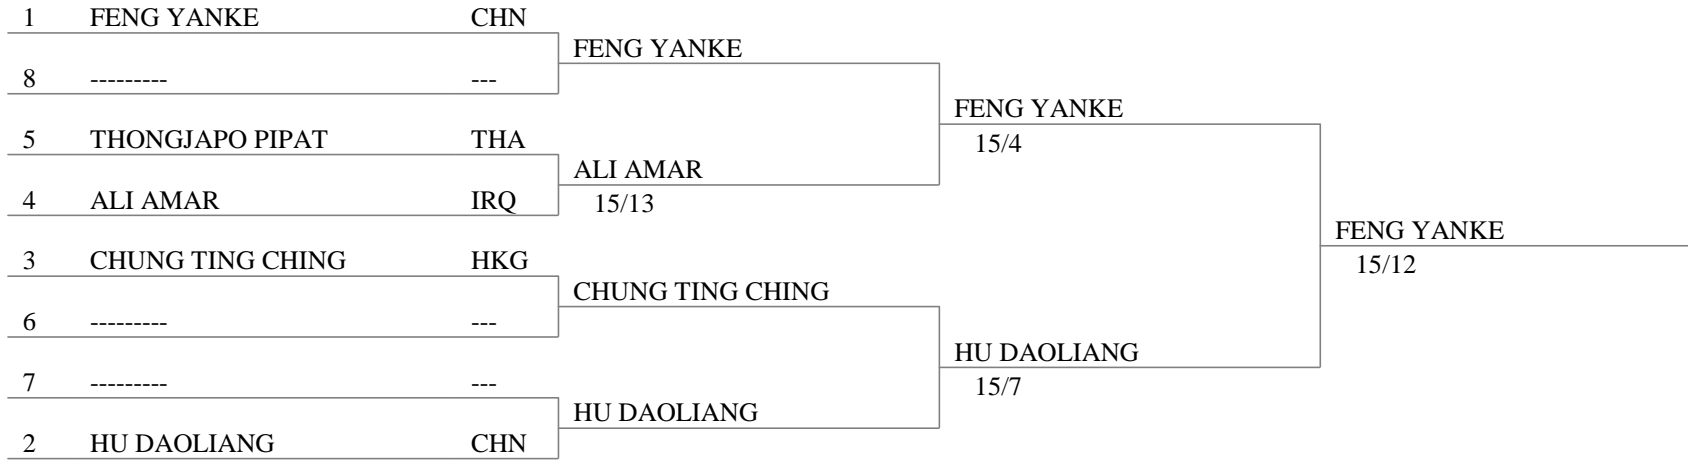 1 FENG YANKE CHN
FENG YANKE
8 --------- ---
FENG YANKE
5 THONGJAPO PIPAT THA
15/4
ALI AMAR
4 ALI AMAR IRQ
15/13
FENG YANKE
3 CHUNG TING CHING HKG
15/12
CHUNG TING CHING
6 --------- ---
HU DAOLIANG
7 --------- ---
15/7
HU DAOLIANG
2 HU DAOLIANG CHN